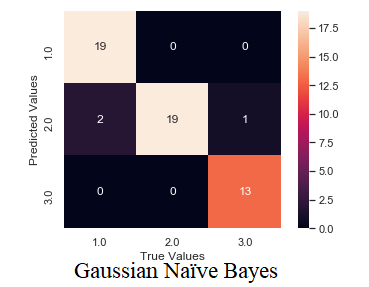 Predicted Values
1.0
2.0
3.0
19 0 0
2 19 1
0 0 13
1.0 2.0 3.0
True Values
17.5
15.0
12.5
10.0
7.5
5.0
2.5
0.0
Gaussian Naïve Bayes